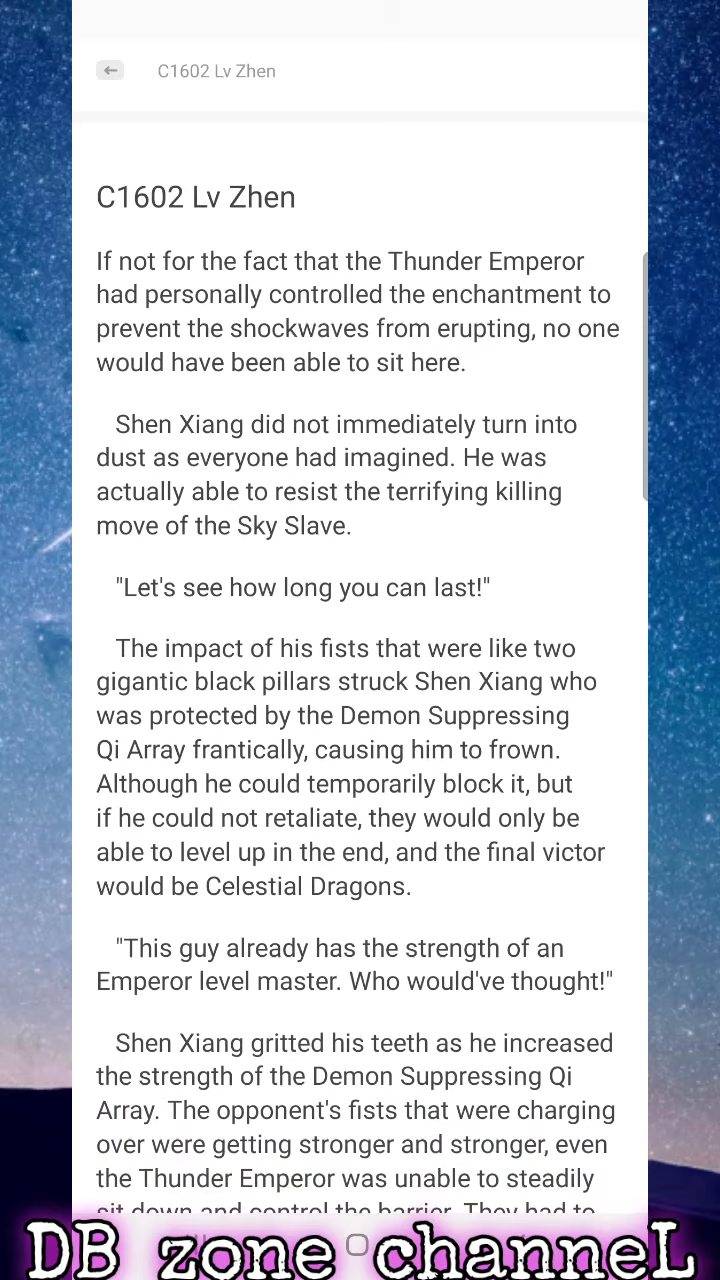 C1602 Lv Zhen
C1602 Lv Zhen
If not for the fact that the Thunder Emperor
had personally controlled the enchantment to
prevent the shockwaves from erupting, no one
would have been able to sit here.
Shen Xiang did not immediately turn into
dust as everyone had imagined. He was
actually able to resist the terrifying killing
move of the Sky Slave.
"Let's see how long you can last!"
The impact of his fists that were like two
gigantic black pillars struck Shen Xiang who
was protected by the Demon Suppressing
Qi Array frantically, causing him to frown.
Although he could temporarily block it, but
if he could not retaliate, they would only be
able to level up in the end, and the final victor
would be Celestial Dragons.
"This guy already has the strength of an
Emperor level master. Who would've thought!"
Shen Xiang gritted his teeth as he increased
the strength of the Demon Suppressing Qi
Array. The opponent's fists that were charging
over were getting stronger and stronger, even
the Thunder Emperor was unable to steadily
sit down and control the barrier. They had to
DB zone channeL